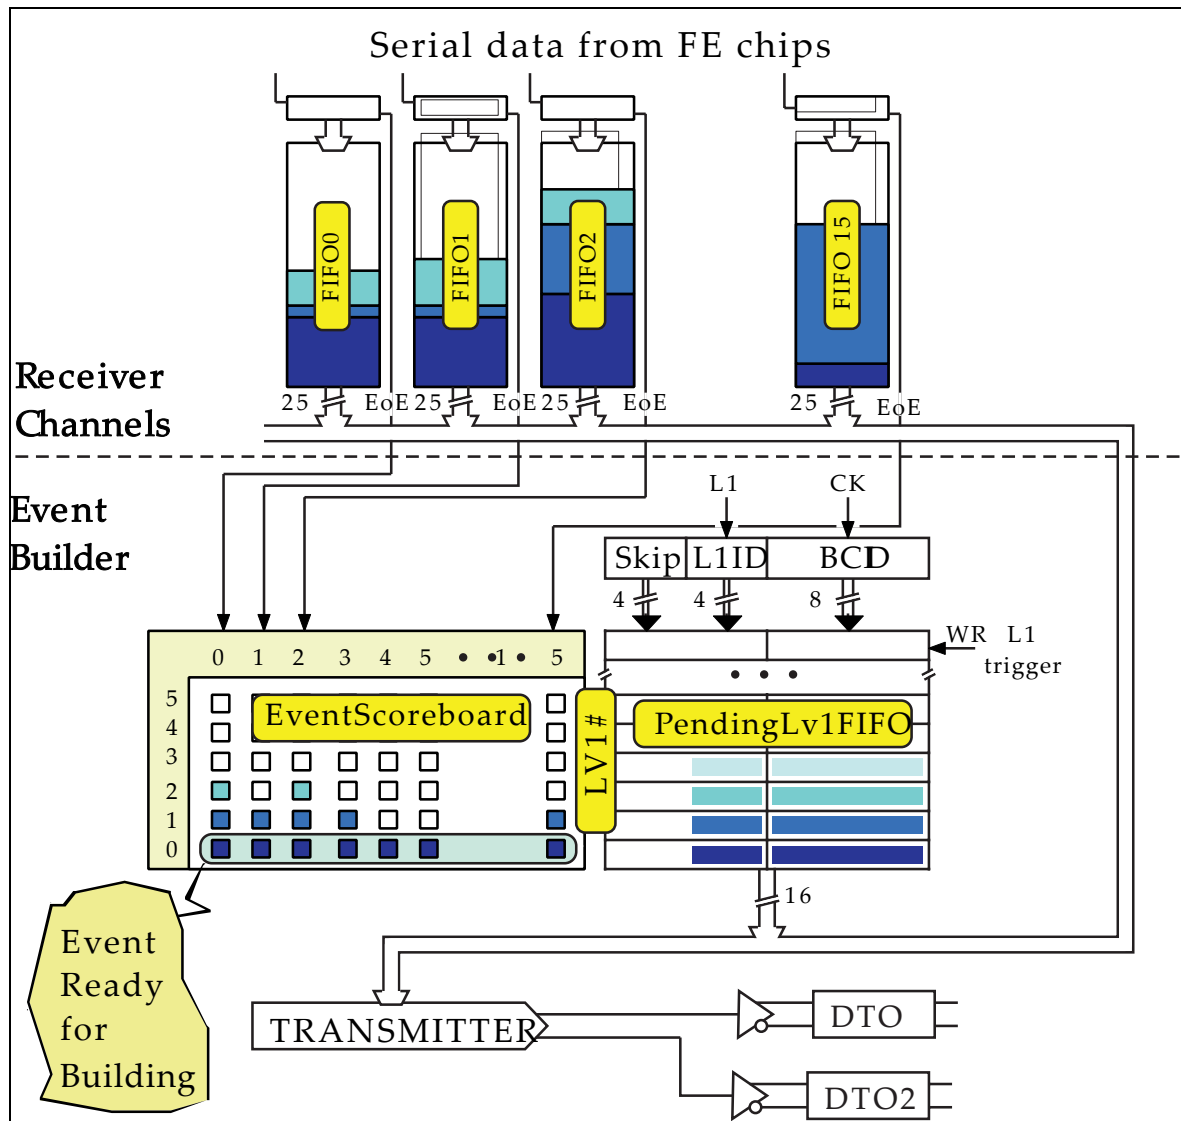 Serial data from FE chips
FIFO0
FIFO1
FIFO2
FIFO 15
Receiver
Channels
25 EoE 25 EoE 25 EoE 25 EoE
Event
Builder
L1 CK
Skip L1ID BCID
4 4 8
WR L1
trigger
0 1 2 3 4 5 • • 1 • 5
• • •
5
4
3
2
1
0
EventScoreboard
LV1#
PendingLv1FIFO
16
Event
Ready
for
Building
TRANSMITTER
DTO
DTO2